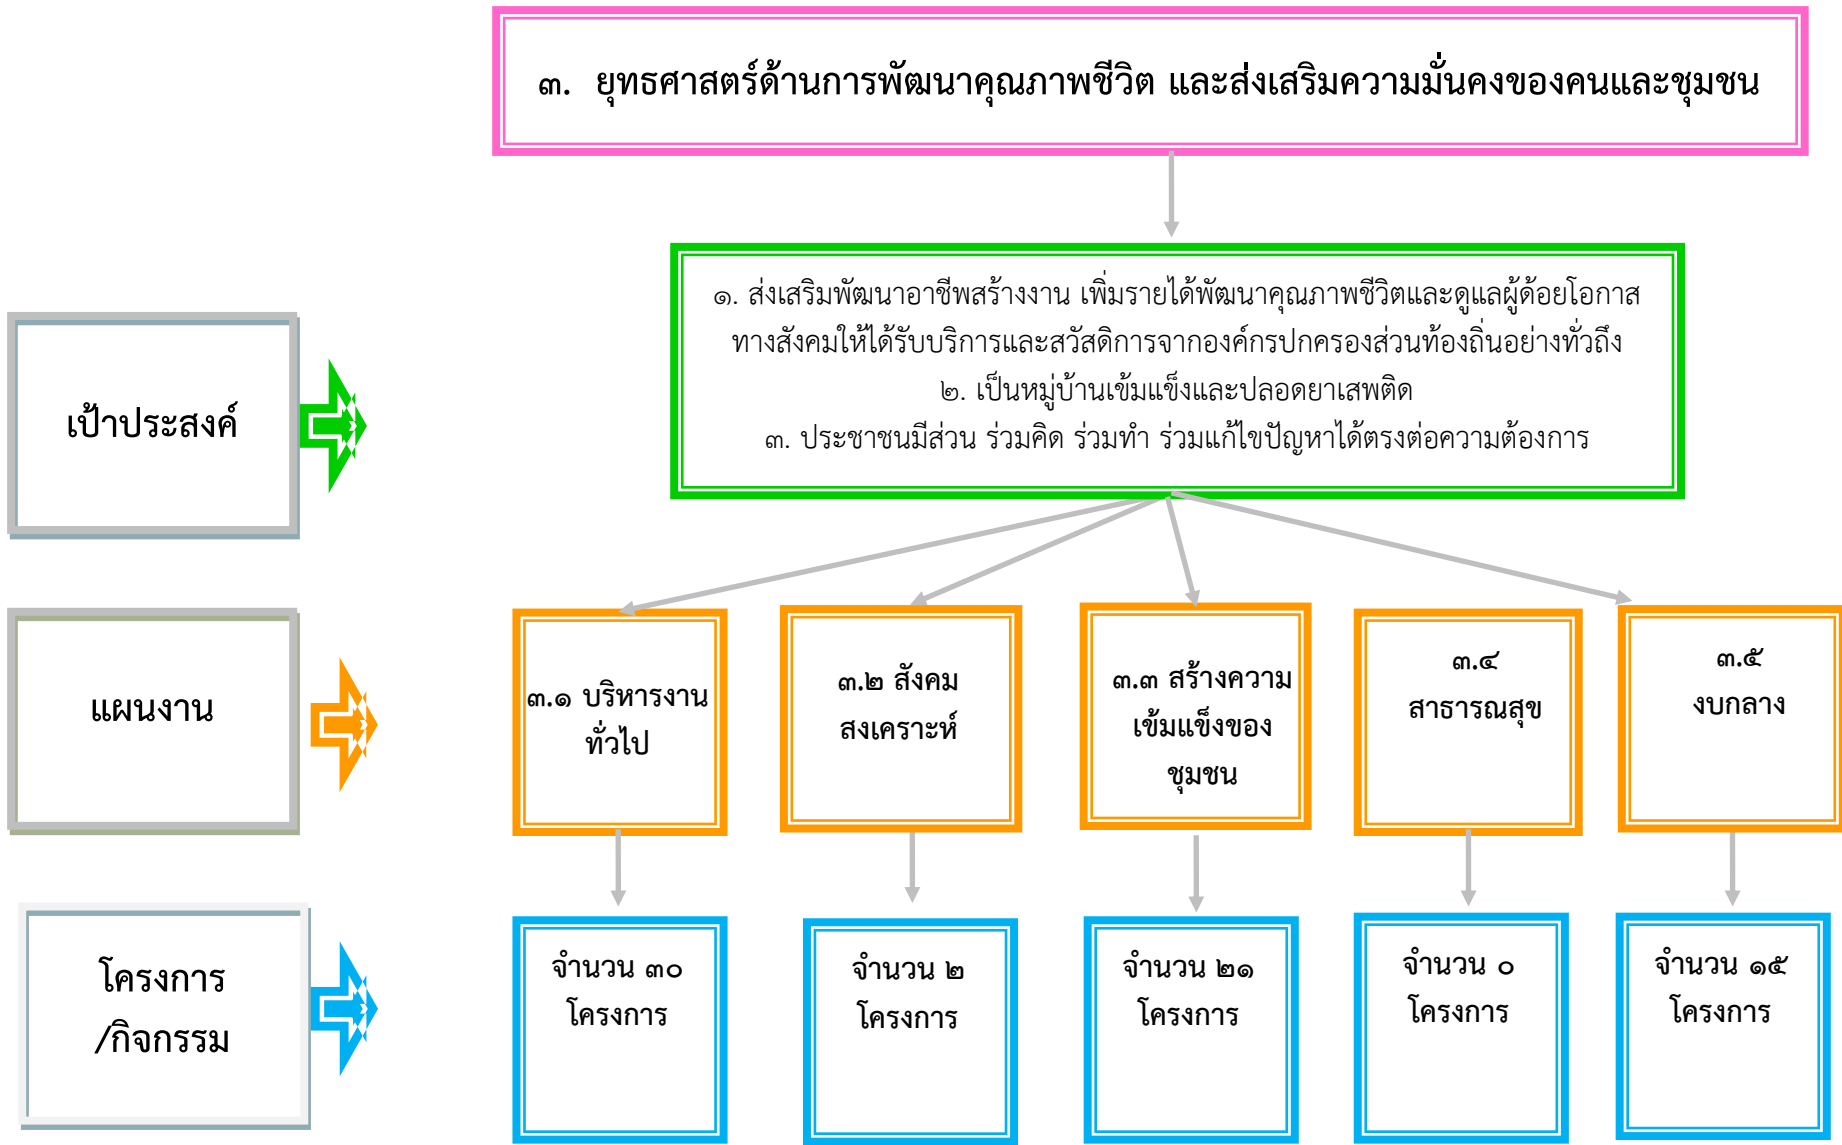 ๓. ยุทธศาสตร์ด้านการพัฒนาคุณภาพชีวิต และส่งเสริมความมั่นคงของคนและชุมชน
๑. ส่งเสริมพัฒนาอาชีพสร้างงาน เพิ่มรายได้พัฒนาคุณภาพชีวิตและดูแลผู้ด้อยโอกาส
ทางสังคมให้ได้รับบริการและสวัสดิการจากองค์กรปกครองส่วนท้องถิ่นอย่างทั่วถึง
๒. เป็นหมู่บ้านเข้มแข็งและปลอดยาเสพติด
๓. ประชาชนมีส่วน ร่วมคิด ร่วมทำ ร่วมแก้ไขปัญหาได้ตรงต่อความต้องการ
เป้าประสงค์
แผนงาน
๓.๑ บริหารงาน
ทั่วไป
๓.๒ สังคม
สงเคราะห์
๓.๓ สร้างความ
เข้มแข็งของ
ชุมชน
๓.๔
สาธารณสุข
๓.๕
งบกลาง
โครงการ
/กิจกรรม
จำนวน ๓๐
โครงการ
จำนวน ๒
โครงการ
จำนวน ๒๑
โครงการ
จำนวน ๐
โครงการ
จำนวน ๑๕
โครงการ